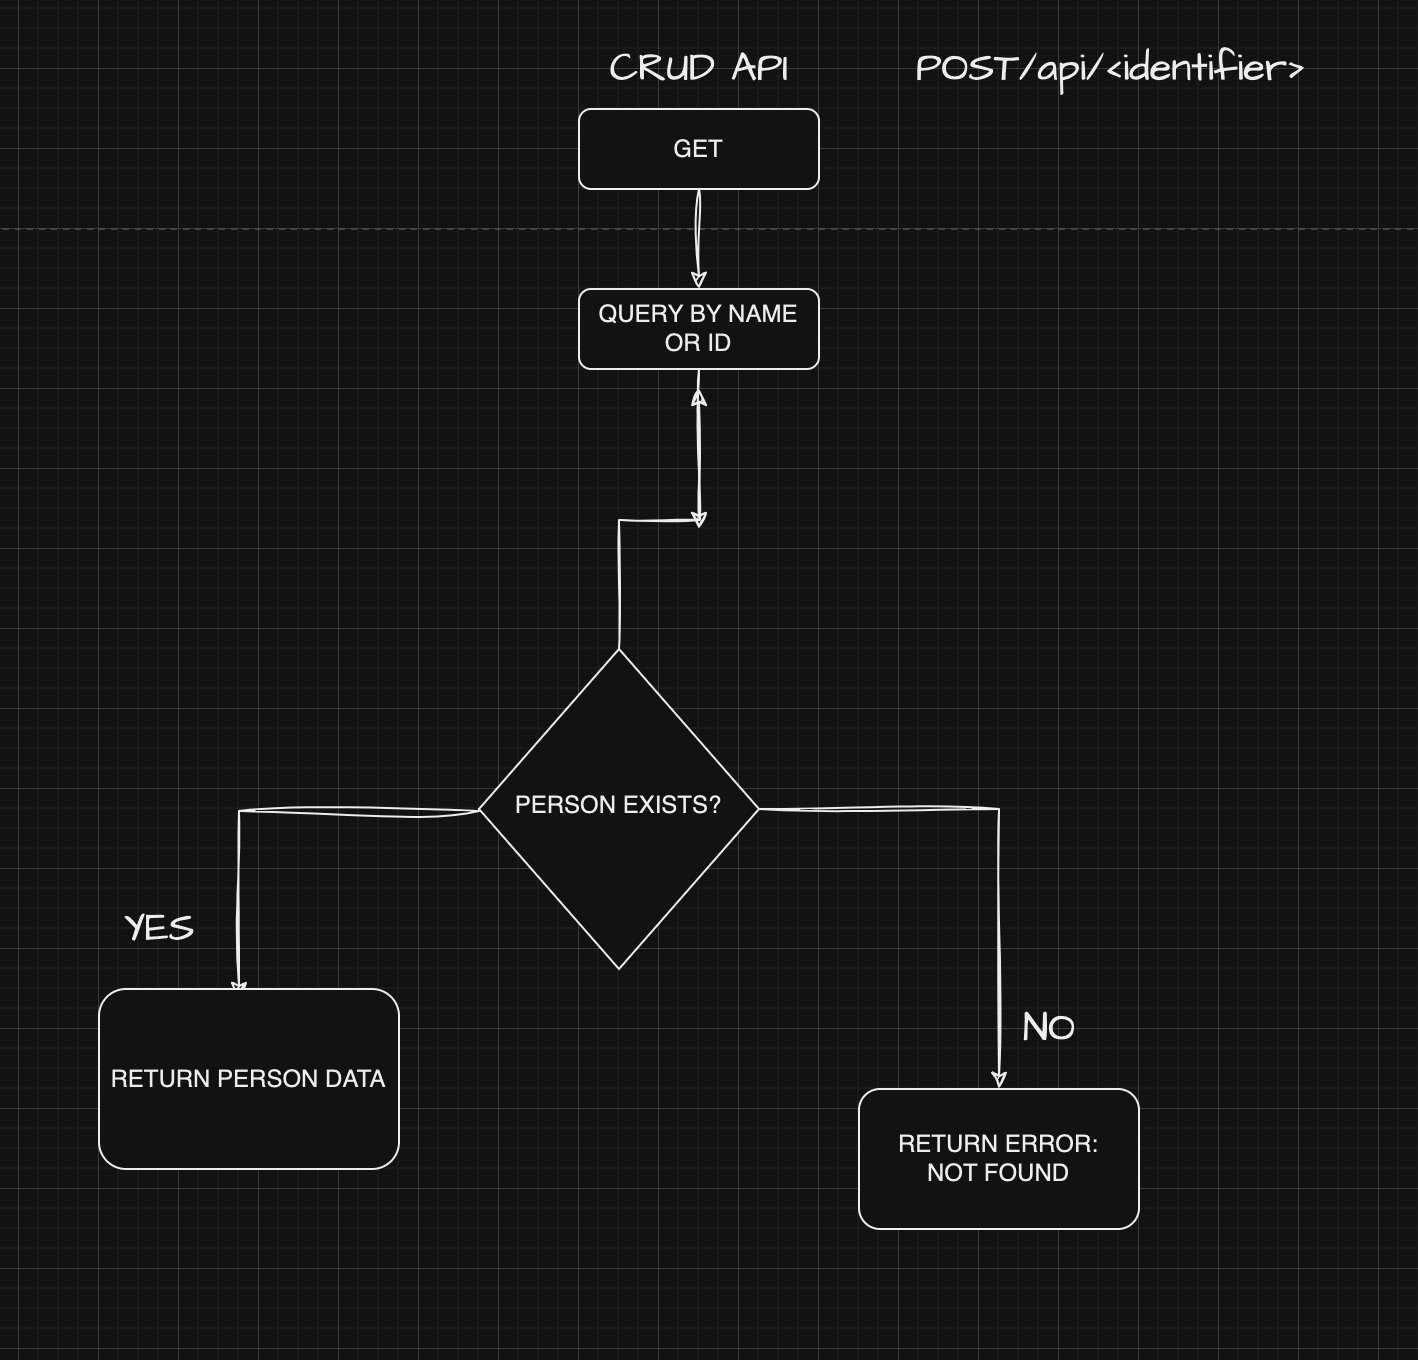 CRUD API
POST/api/<identifier>
GET
QUERY BY NAME
OR ID
PERSON EXISTS?
YES
NO
RETURN PERSON DATA
RETURN ERROR:
NOT FOUND